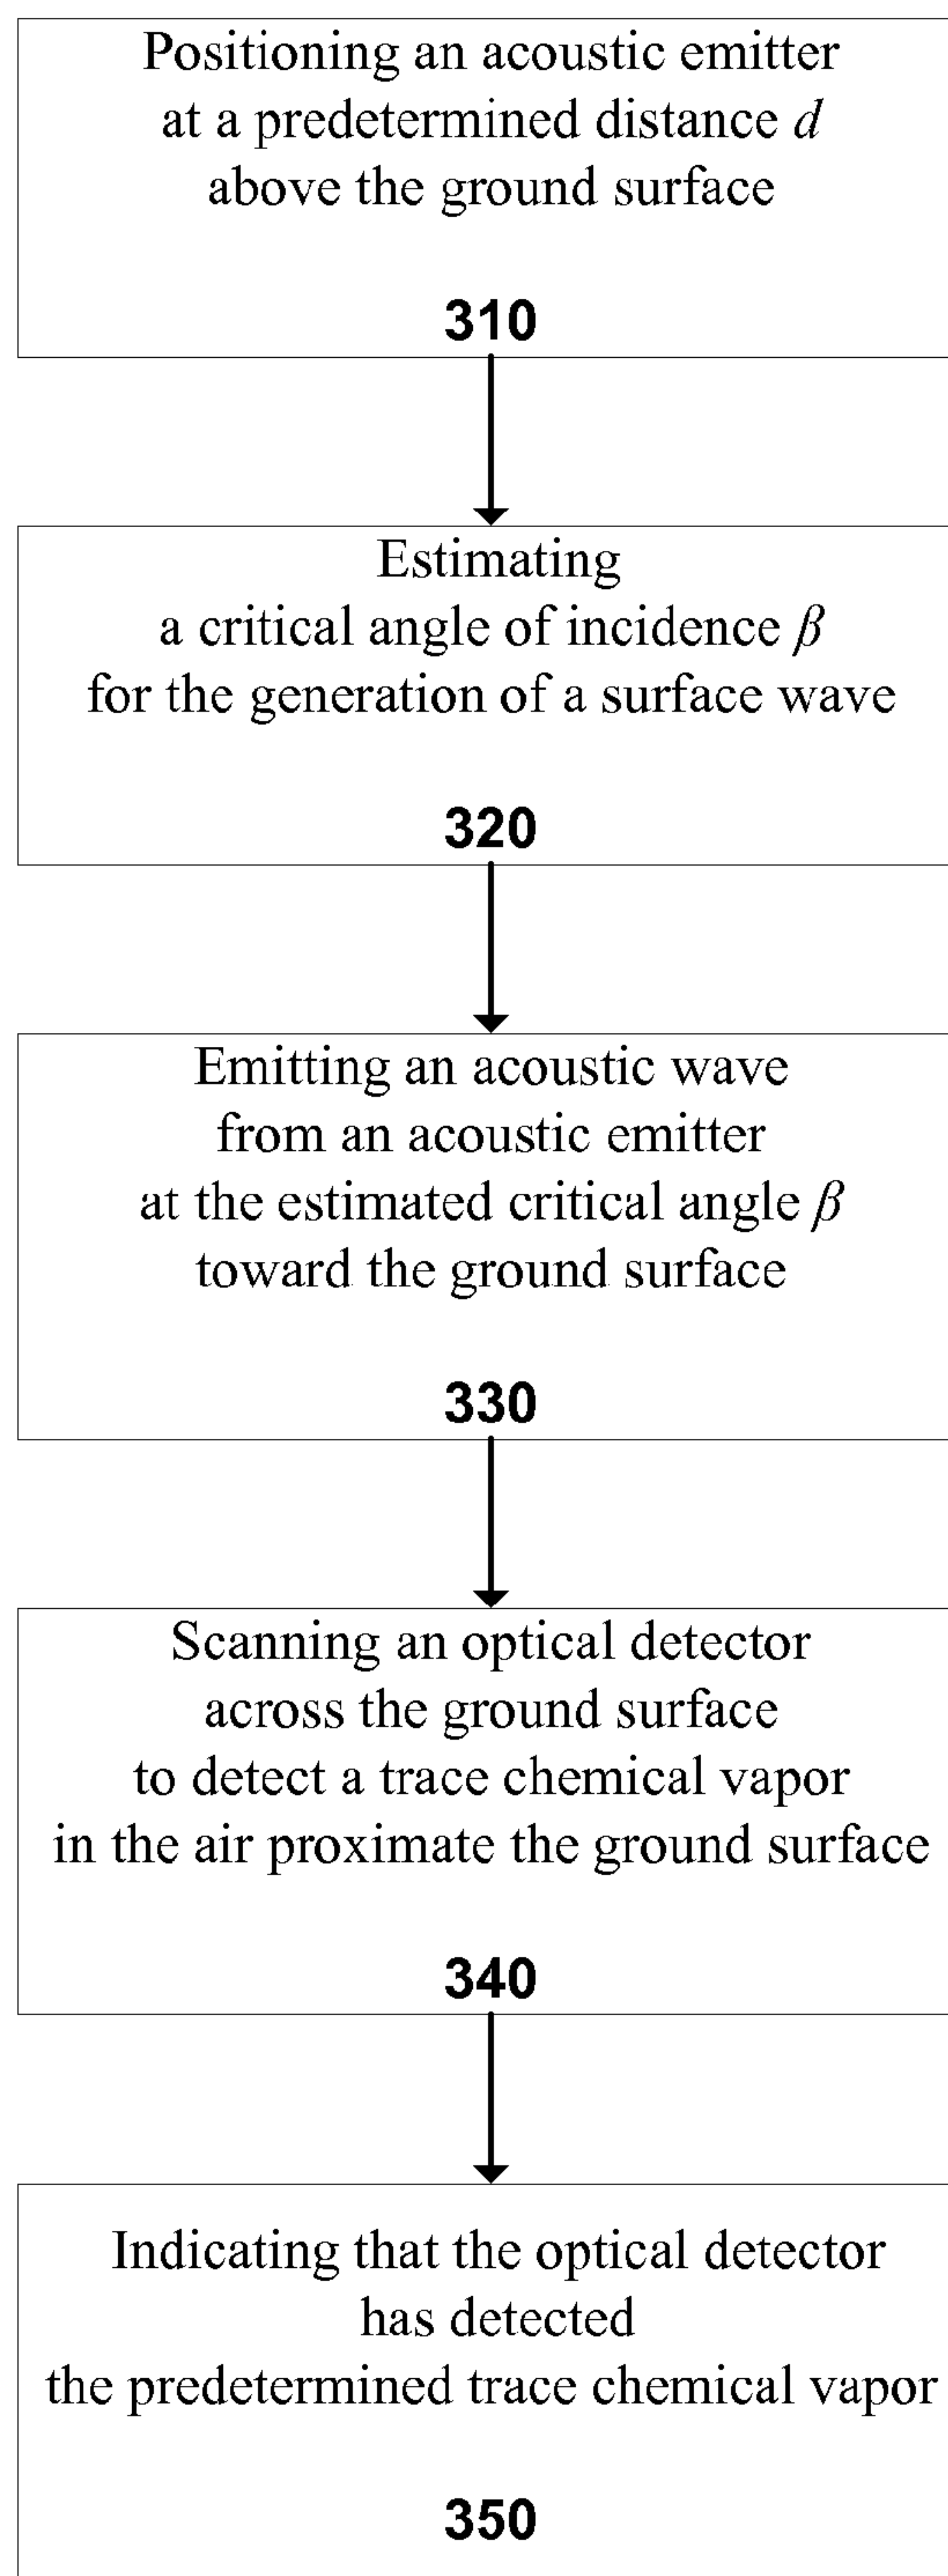 Positioning an acoustic emitter
at a predetermined distance d
above the ground surface
310
Estimating
a critical angle of incidence β
for the generation of a surface wave
320
Emitting an acoustic wave
from an acoustic emitter
at the estimated critical angle β
toward the ground surface
330
Scanning an optical detector
across the ground surface
to detect a trace chemical vapor
in the air proximate the ground surface
340
Indicating that the optical detector
has detected
the predetermined trace chemical vapor
350